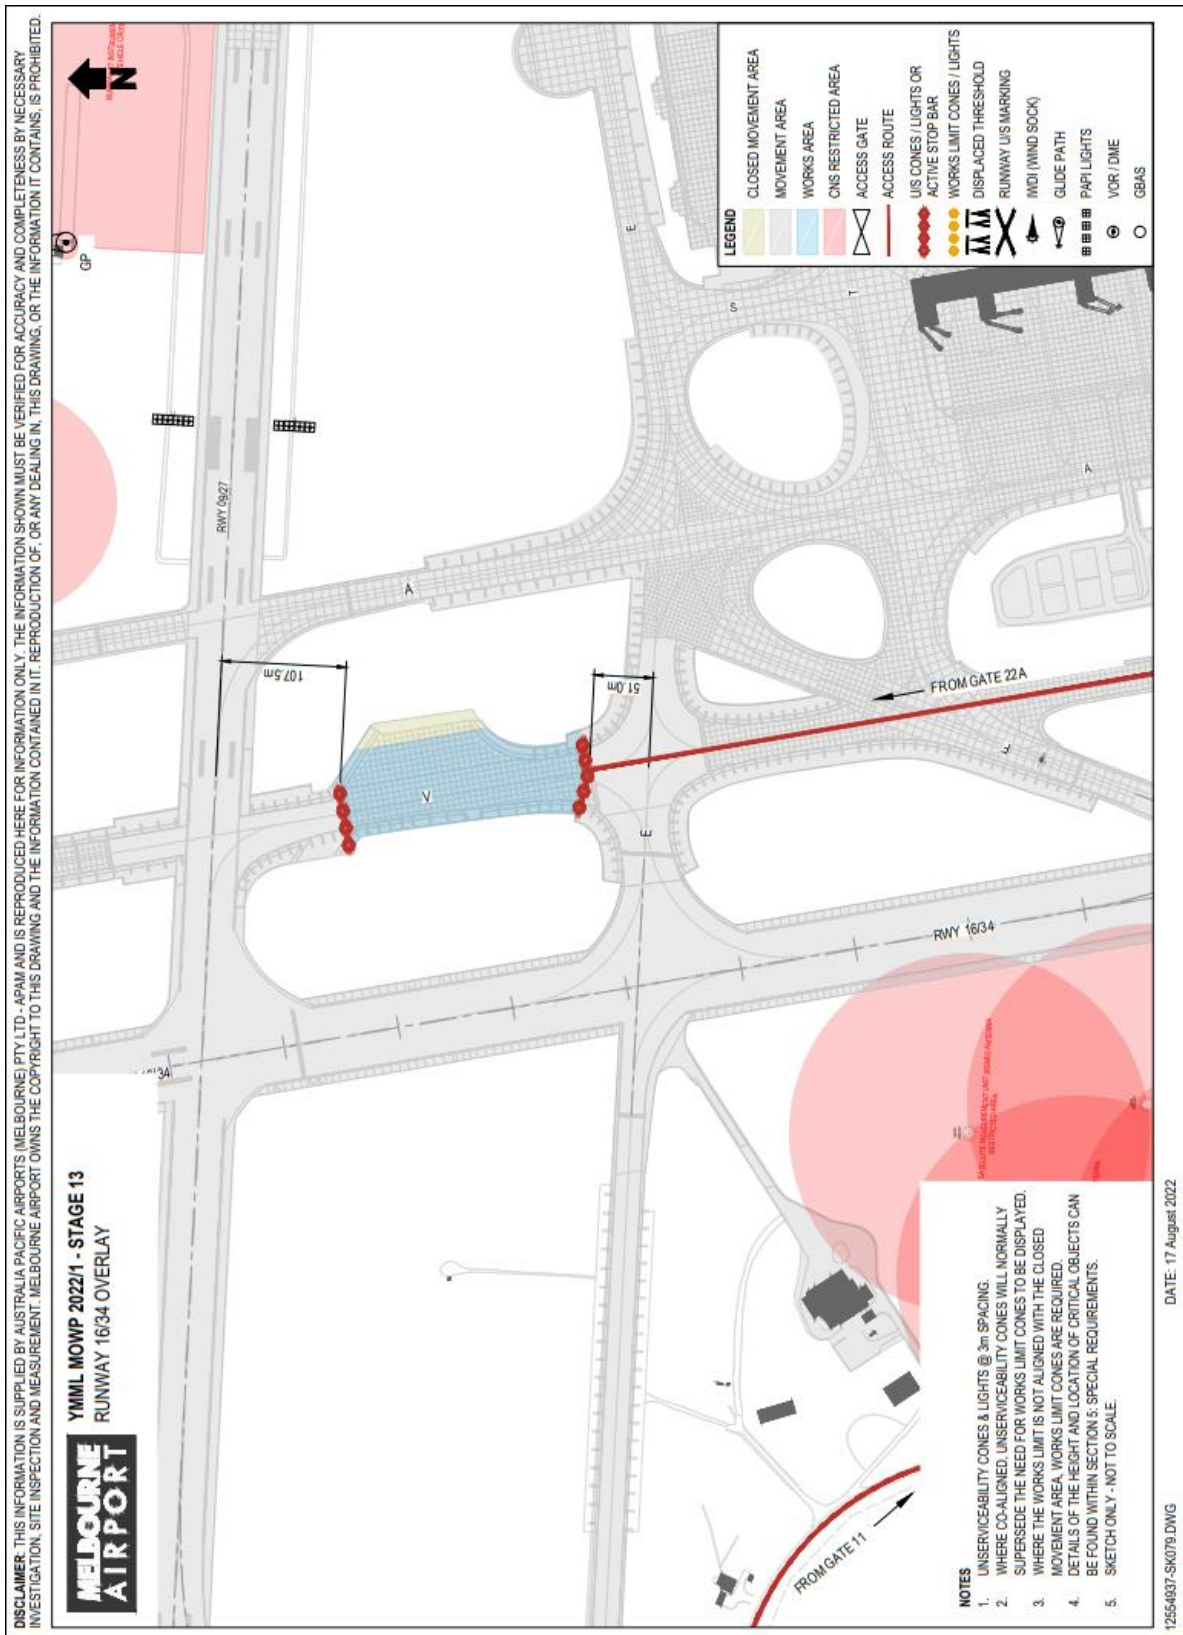 DISCLAIMER: THIS INFORMATION IS SUPPLIED BY AUSTRALIA PACIFIC AIRPORTS (MELBOURNE) PTY LTD - APAM AND IS REPRODUCED HERE FOR INFORMATION ONLY. THE INFORMATION SHOWN MUST BE VERIFIED FOR ACCURACY AND COMPLETENESS BY NECESSARY
INVESTIGATION, SITE INSPECTION AND MEASUREMENT. MELBOURNE AIRPORT OWNS THE COPYRIGHT TO THIS DRAWING AND THE INFORMATION CONTAINED IN IT. REPRODUCTION OF, OR ANY DEALING IN, THIS DRAWING, OR THE INFORMATION IT CONTAINS, IS PROHIBITED.
MELBOURNE
AIRPORT
YMML MOWP 2022/1 - STAGE 13
RUNWAY 16/34 OVERLAY
N
GP
RWY 09/27
107.5m
A
V
51.0m
E
E
S
T
A
F
FROM GATE 22A
RWY 16/34
SATELLITE MEASUREMENT UNIT (RSMU) ANTENNA
RESTRICTED AREA
FROM GATE 11
LEGEND
CLOSED MOVEMENT AREA
MOVEMENT AREA
WORKS AREA
CNS RESTRICTED AREA
ACCESS GATE
ACCESS ROUTE
U/S CONES / LIGHTS OR
ACTIVE STOP BAR
WORKS LIMIT CONES / LIGHTS
DISPLACED THRESHOLD
RUNWAY U/S MARKING
IWDI (WIND SOCK)
GLIDE PATH
PAPI LIGHTS
VOR / DME
GBAS
NOTES
1. UNSERVICEABILITY CONES & LIGHTS @ 3m SPACING.
2. WHERE CO-ALIGNED, UNSERVICEABILITY CONES WILL NORMALLY
SUPERSEDE THE NEED FOR WORKS LIMIT CONES TO BE DISPLAYED.
3. WHERE THE WORKS LIMIT IS NOT ALIGNED WITH THE CLOSED
MOVEMENT AREA, WORKS LIMIT CONES ARE REQUIRED.
4. DETAILS OF THE HEIGHT AND LOCATION OF CRITICAL OBJECTS CAN
BE FOUND WITHIN SECTION 5: SPECIAL REQUIREMENTS.
5. SKETCH ONLY - NOT TO SCALE.
12554937-SK079.DWG
DATE: 17 August 2022